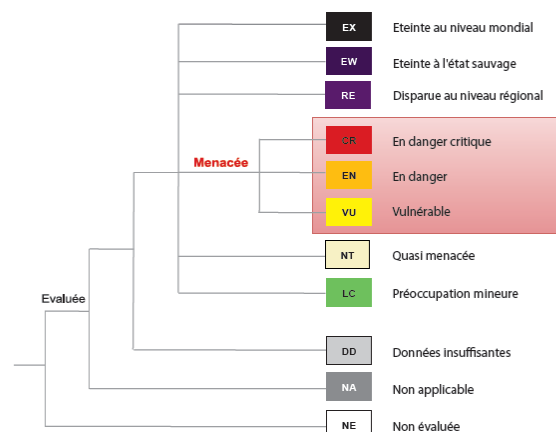 EX Eteinte au niveau mondial
EW Eteinte à l'état sauvage
RE Disparue au niveau régional
CR En danger critique
Menacée
EN En danger
VU Vulnérable
NT Quasi menacée
LC Préoccupation mineure
Evaluée
DD Données insuffisantes
NA Non applicable
NE Non évaluée